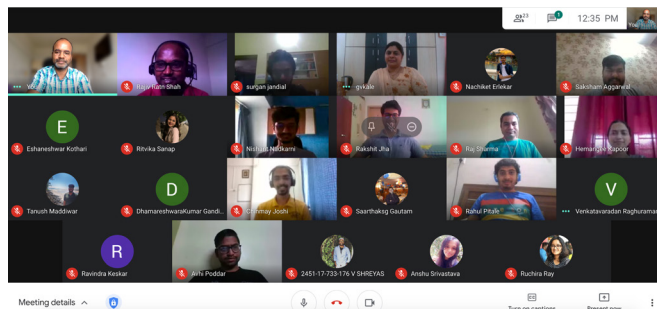 23
1
12:35 PM
You
You
Rajiv Ratn Shah
surgan jandial
gvkale
Nachiket Erlekar
Saksham Aggarwal
E
Eshaneshwar Kothari
Ritvika Sanap
Nishant Nadkarni
Rakshit Jha
Raj Sharma
Hemangee Kapoor
Tanush Maddiwar
D
DhamareshwaraKumar Gandi...
Chinmay Joshi
Saarthaksg Gautam
Rahul Pitale
V
Venkatavaradan Raghuraman
R
Ravindra Keskar
Avhi Poddar
2451-17-733-176 V SHREYAS
Anshu Srivastava
Ruchira Ray
Meeting details
Turn on captions
Present now